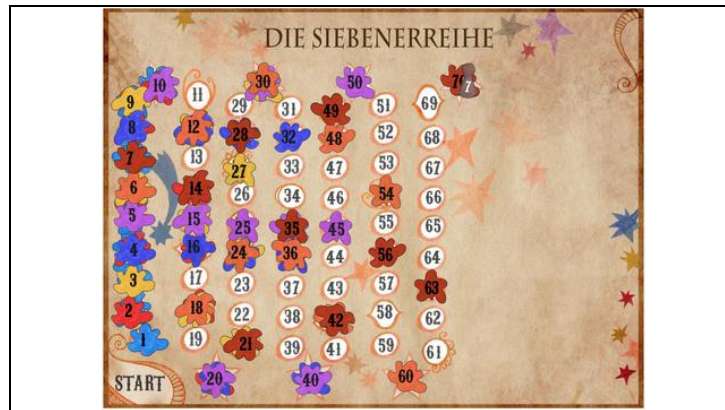 DIE SIEBENERREIHE
10 30 50 70 7
9 11 29 31 49 51 69
8 12 28 32 48 52 68
7 13 27 33 47 53 67
6 14 26 34 46 54 66
5 15 25 35 45 55 65
4 16 24 36 44 56 64
3 17 23 37 43 57 63
2 18 22 38 42 58 62
1 19 21 39 41 59 61
START 20 40 60